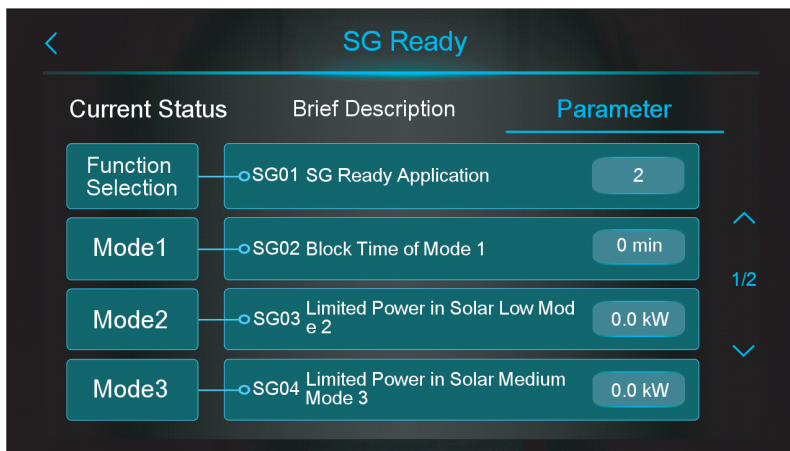 SG Ready
Current Status Brief Description Parameter
Function
Selection
SG01 SG Ready Application 2
Mode1 SG02 Block Time of Mode 1 0 min
Mode2 SG03 Limited Power in Solar Low Mod
e 2 0.0 kW
Mode3 SG04 Limited Power in Solar Medium
Mode 3 0.0 kW
1/2